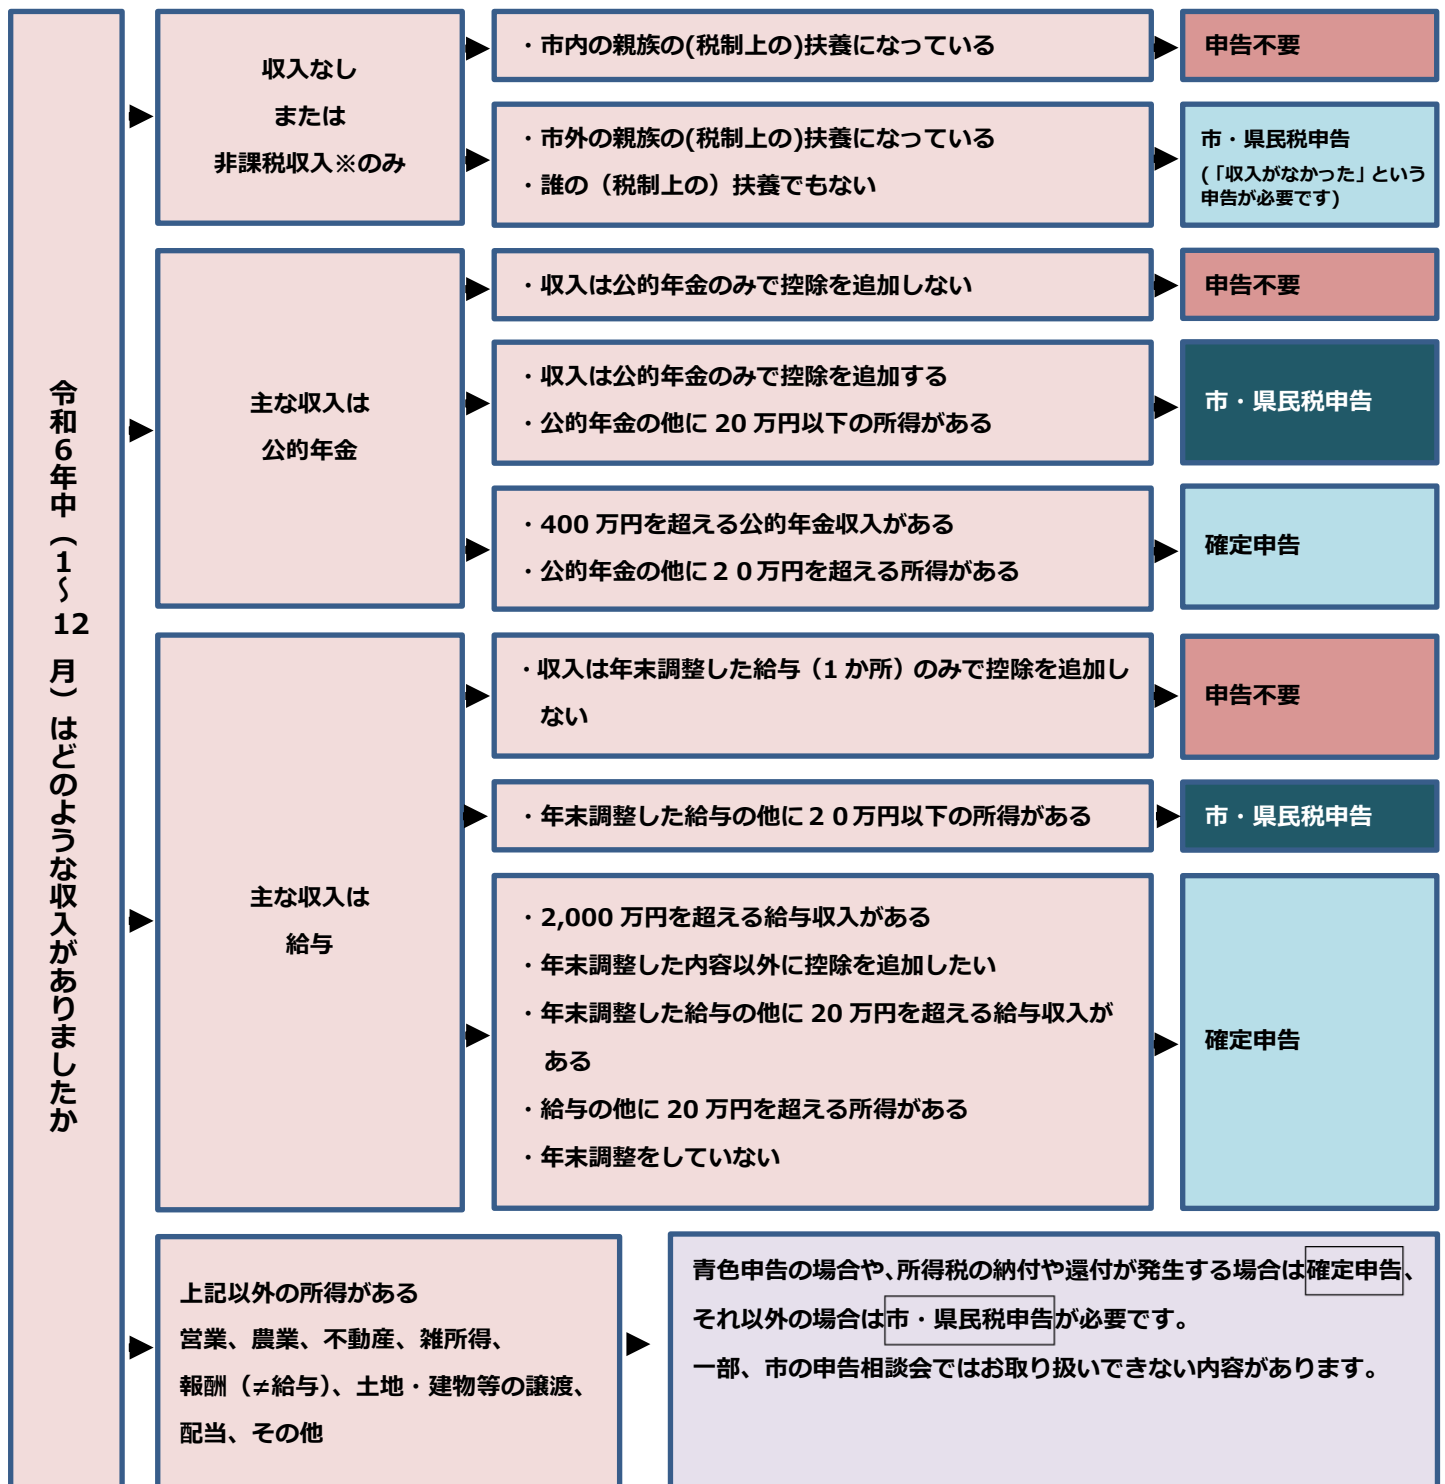 令和６年中（１～12月）はどのような収入がありましたか
収入なし
または
非課税収入※のみ
・市内の親族の(税制上の)扶養になっている
申告不要
・市外の親族の(税制上の)扶養になっている
・誰の（税制上の）扶養でもない
市・県民税申告
(「収入がなかった」という
申告が必要です)
主な収入は
公的年金
・収入は公的年金のみで控除を追加しない
申告不要
・収入は公的年金のみで控除を追加する
・公的年金の他に 20 万円以下の所得がある
市・県民税申告
・400 万円を超える公的年金収入がある
・公的年金の他に２０万円を超える所得がある
確定申告
主な収入は
給与
・収入は年末調整した給与（1 か所）のみで控除を追加し
ない
申告不要
・年末調整した給与の他に２０万円以下の所得がある
市・県民税申告
・2,000 万円を超える給与収入がある
・年末調整した内容以外に控除を追加したい
・年末調整した給与の他に 20 万円を超える給与収入が
ある
・給与の他に 20 万円を超える所得がある
・年末調整をしていない
確定申告
上記以外の所得がある
営業、農業、不動産、雑所得、
報酬（≠給与）、土地・建物等の譲渡、
配当、その他
青色申告の場合や、所得税の納付や還付が発生する場合は確定申告、
それ以外の場合は市・県民税申告が必要です。
一部、市の申告相談会ではお取り扱いできない内容があります。